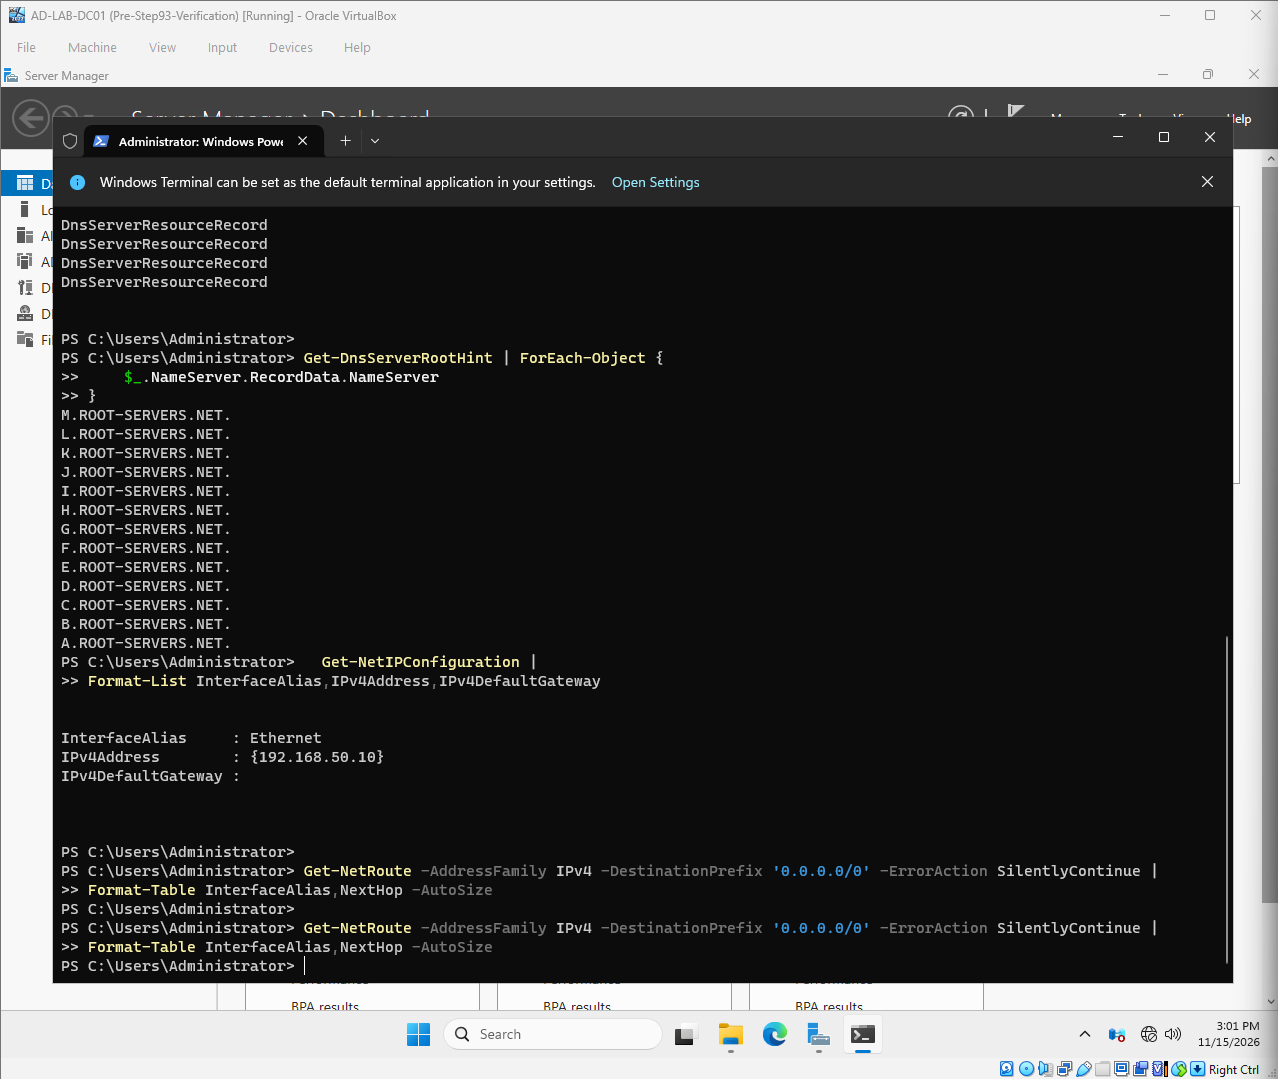 AD-LAB-DC01 (Pre-Step93-Verification) [Running] - Oracle VirtualBox
File Machine View Input Devices Help
Server Manager
Server Manager Dashboard
Help
Administrator: Windows Powe
Windows Terminal can be set as the default terminal application in your settings. Open Settings
DnsServerResourceRecord
DnsServerResourceRecord
DnsServerResourceRecord
DnsServerResourceRecord
PS C:\Users\Administrator>
PS C:\Users\Administrator> Get-DnsServerRootHint | ForEach-Object {
>>     $_.NameServer.RecordData.NameServer
>> }
M.ROOT-SERVERS.NET.
L.ROOT-SERVERS.NET.
K.ROOT-SERVERS.NET.
J.ROOT-SERVERS.NET.
I.ROOT-SERVERS.NET.
H.ROOT-SERVERS.NET.
G.ROOT-SERVERS.NET.
F.ROOT-SERVERS.NET.
E.ROOT-SERVERS.NET.
D.ROOT-SERVERS.NET.
C.ROOT-SERVERS.NET.
B.ROOT-SERVERS.NET.
A.ROOT-SERVERS.NET.
PS C:\Users\Administrator>   Get-NetIPConfiguration |
>> Format-List InterfaceAlias,IPv4Address,IPv4DefaultGateway
InterfaceAlias     : Ethernet
IPv4Address        : {192.168.50.10}
IPv4DefaultGateway :
PS C:\Users\Administrator>
PS C:\Users\Administrator> Get-NetRoute -AddressFamily IPv4 -DestinationPrefix '0.0.0.0/0' -ErrorAction SilentlyContinue |
>> Format-Table InterfaceAlias,NextHop -AutoSize
PS C:\Users\Administrator>
PS C:\Users\Administrator> Get-NetRoute -AddressFamily IPv4 -DestinationPrefix '0.0.0.0/0' -ErrorAction SilentlyContinue |
>> Format-Table InterfaceAlias,NextHop -AutoSize
PS C:\Users\Administrator>
BPA results BPA results BPA results
Search
3:01 PM
11/15/2026
Right Ctrl